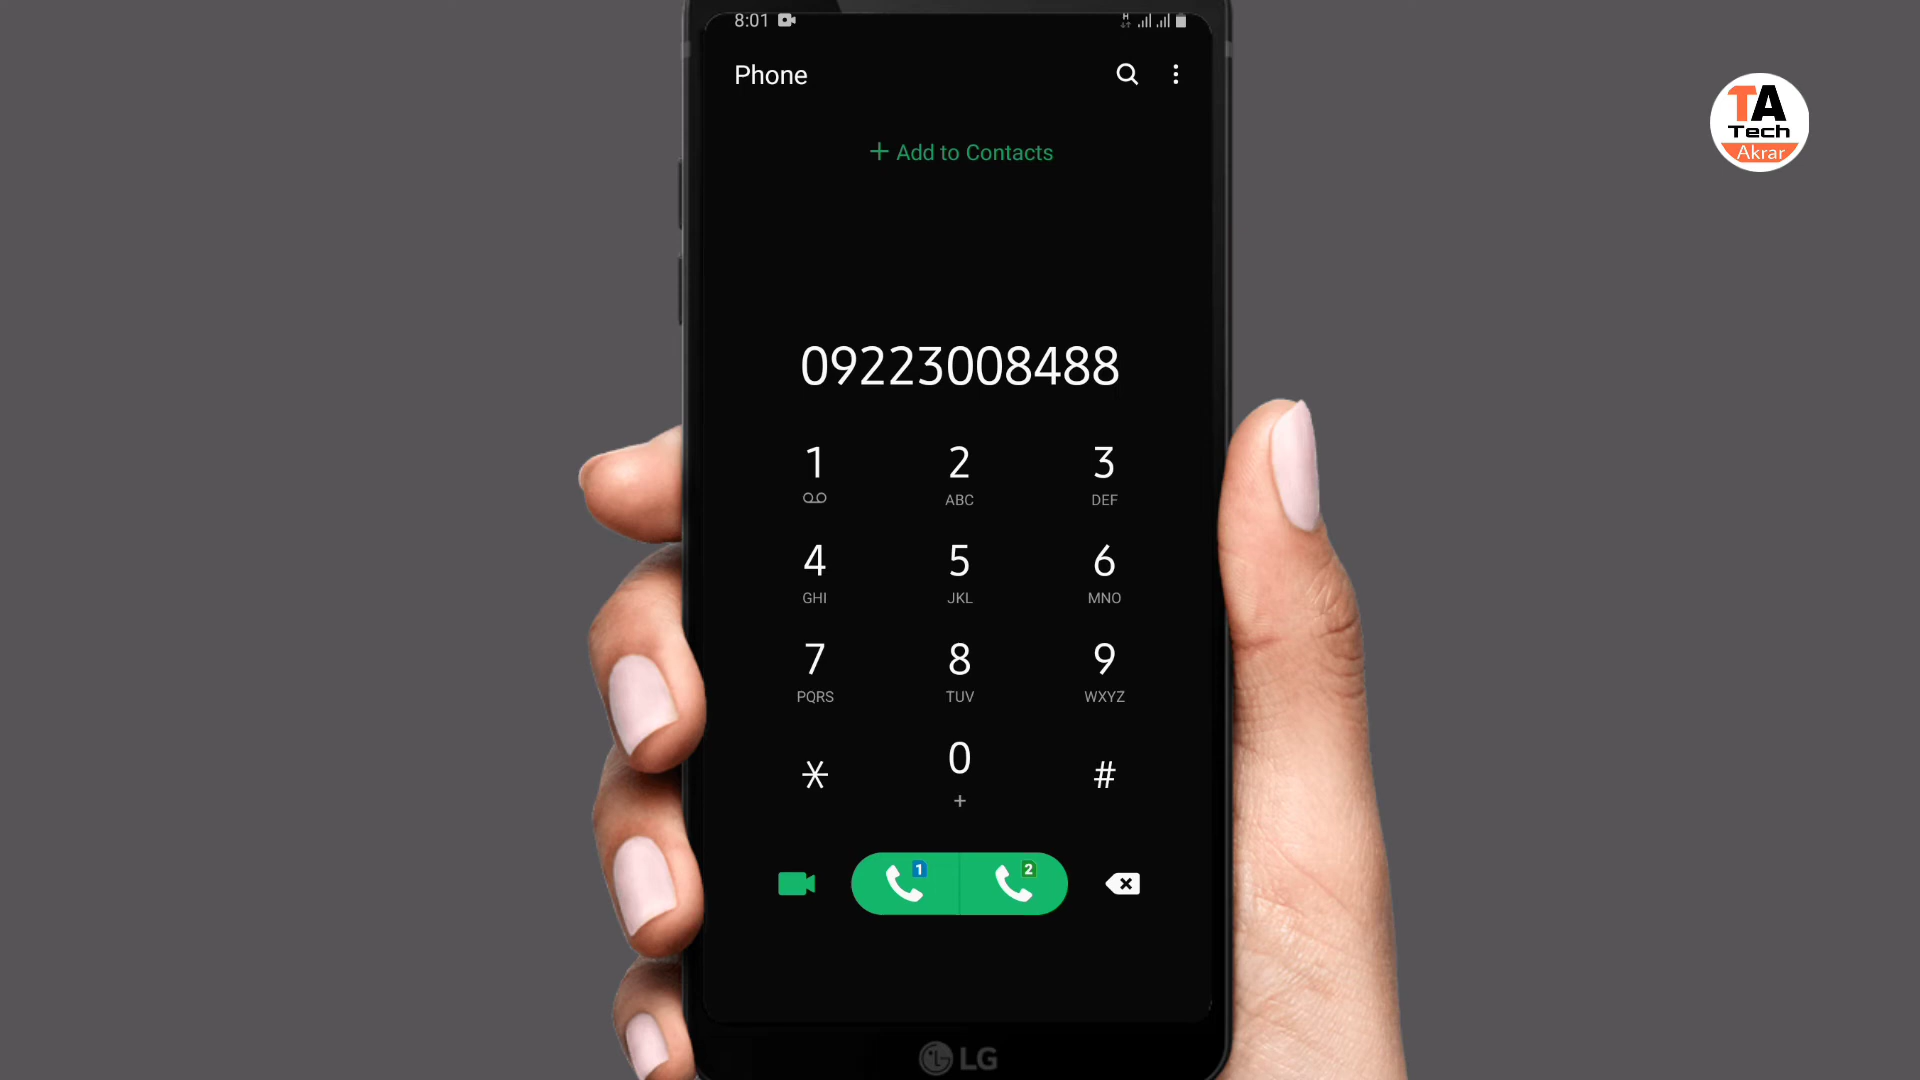 8:01
Phone
+ Add to Contacts
09223008488
1
2
ABC
3
DEF
4
GHI
5
JKL
6
MNO
7
PQRS
8
TUV
9
WXYZ
*
0
+
#
1
2
LG
TA
Tech
Akrar